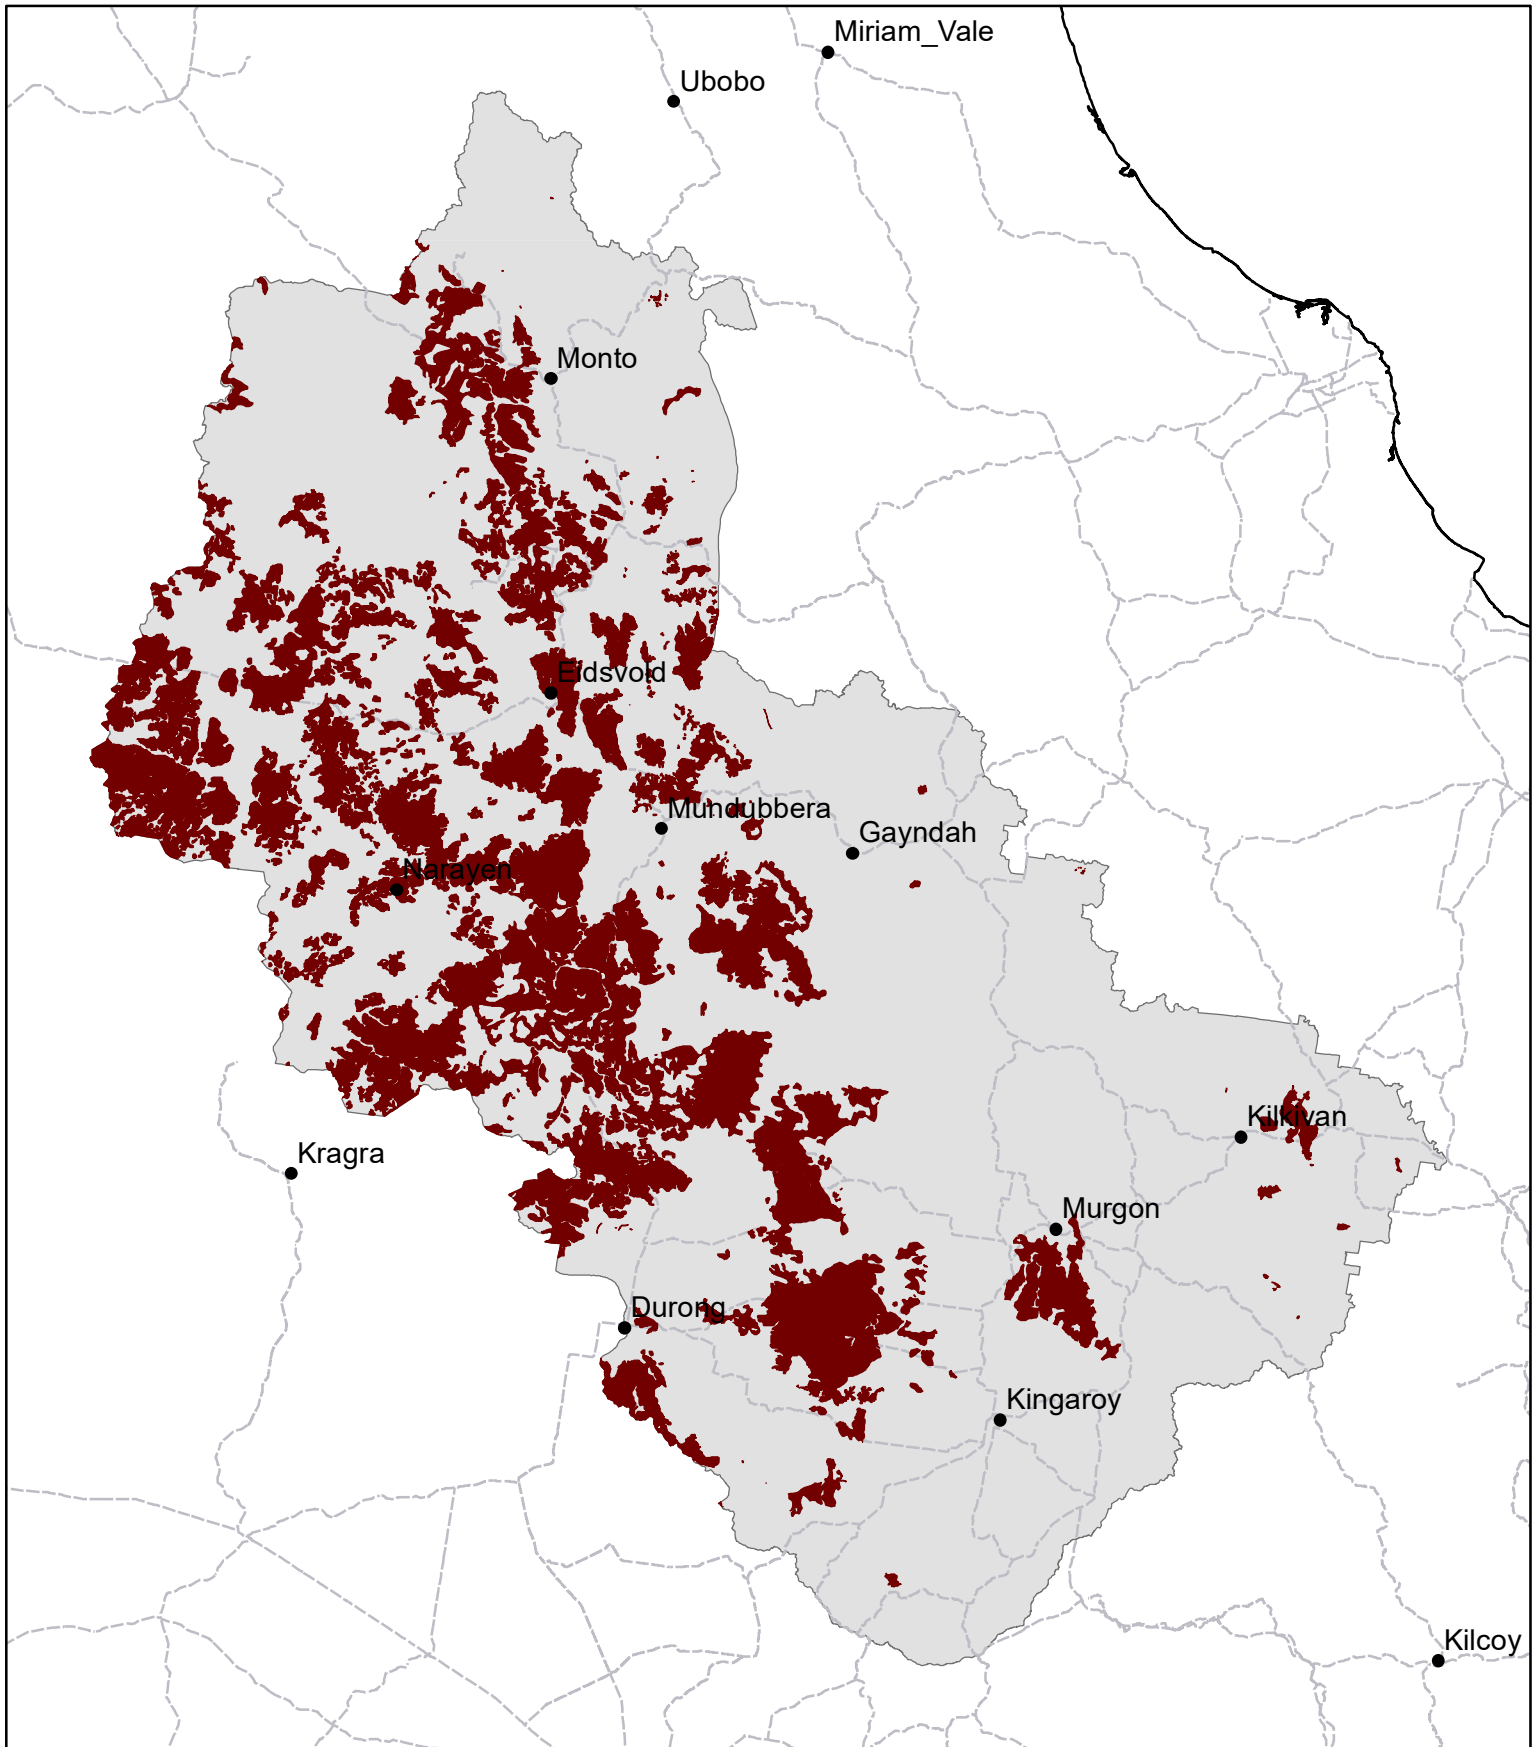 Miriam_Vale
Ubobo
Monto
Eidsvold
Mundubbera
Gayndah
Narayen
Kilkivan
Kragra
Murgon
Durong
Kingaroy
Kilcoy